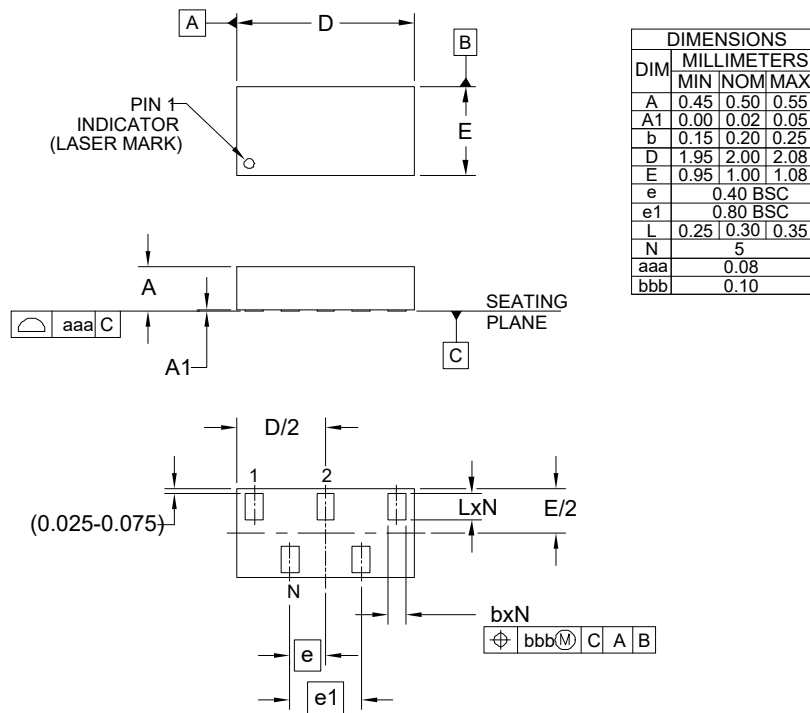 A
D
B
PIN 1
INDICATOR
(LASER MARK)
E
DIMENSIONS
DIM MILLIMETERS
MIN NOM MAX
A 0.45 0.50 0.55
A1 0.00 0.02 0.05
b 0.15 0.20 0.25
D 1.95 2.00 2.08
E 0.95 1.00 1.08
e 0.40 BSC
e1 0.80 BSC
L 0.25 0.30 0.35
N 5
aaa 0.08
bbb 0.10
A
SEATING
PLANE
aaa C
A1
C
D/2
1 2
(0.025-0.075)
LxN
E/2
N
bxN
bbbⓂ C A B
e
e1